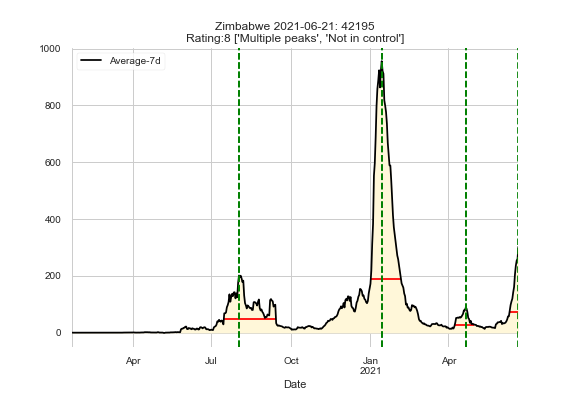 Zimbabwe 2021-06-21: 42195
Rating:8 ['Multiple peaks', 'Not in control']
Average-7d
1000
800
600
400
200
0
Apr Jul Oct Jan Apr
2021
Date